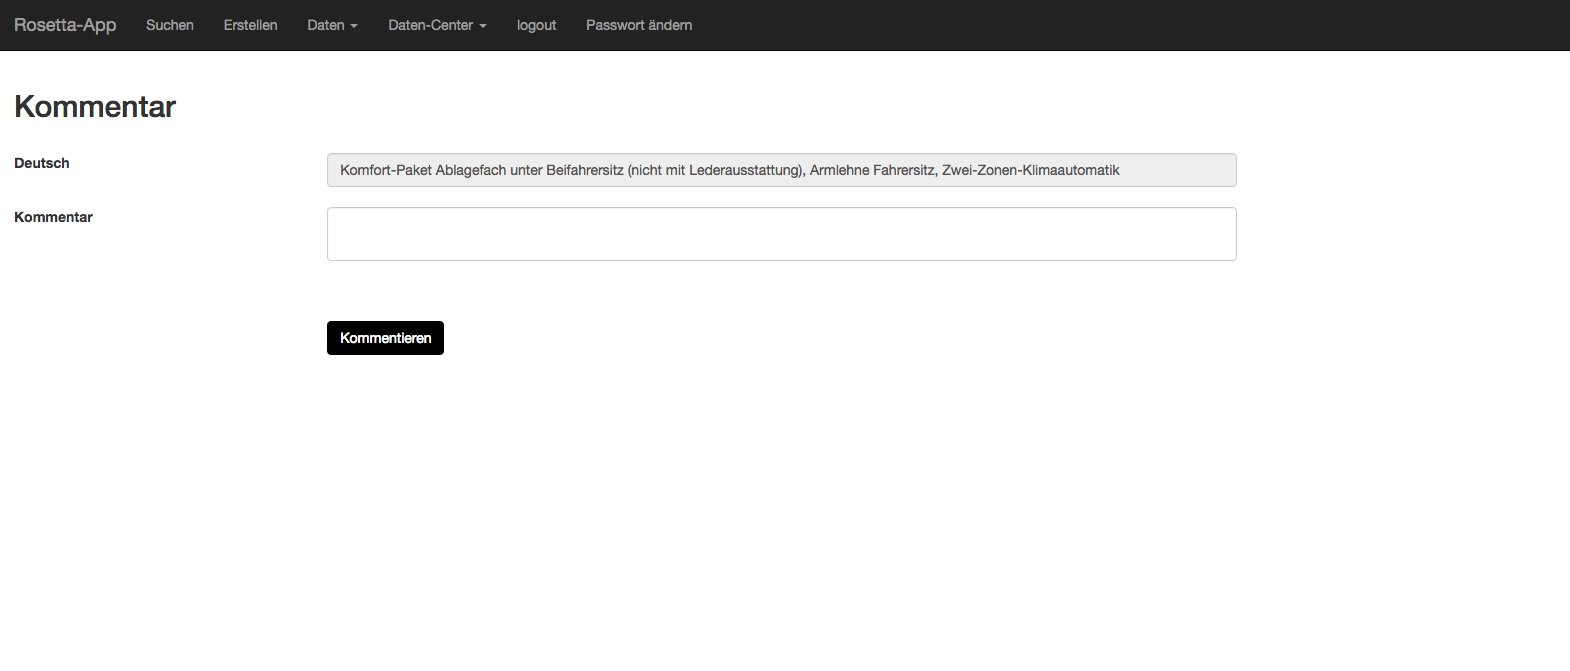 Rosetta-App Suchen Erstellen Daten Daten-Center logout Passwort ändern
Kommentar
Deutsch Komfort-Paket Ablagefach unter Beifahrersitz (nicht mit Lederausstattung), Armlehne Fahrersitz, Zwei-Zonen-Klimaautomatik
Kommentar
Kommentieren